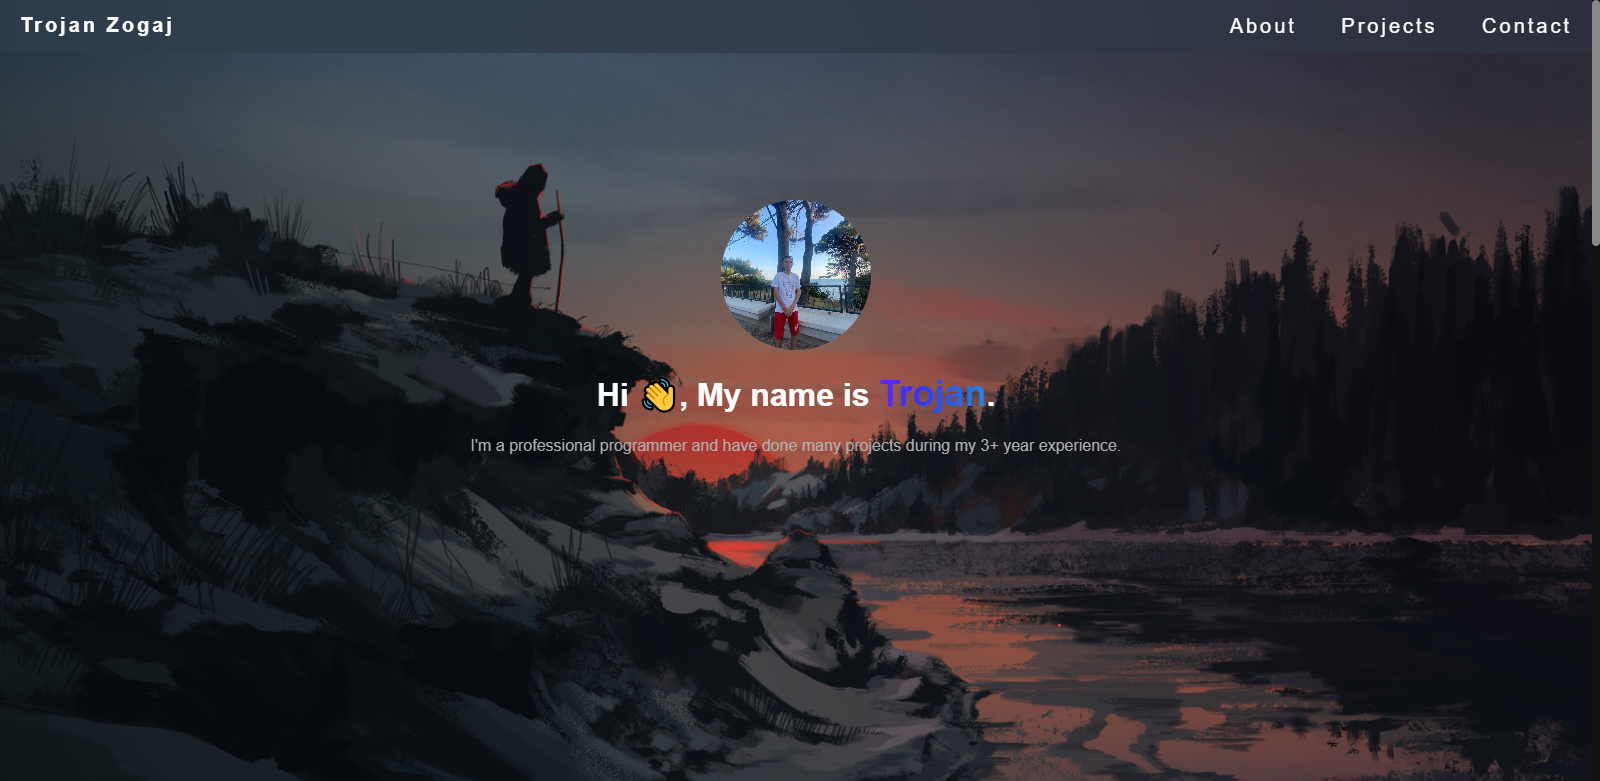 Trojan Zogaj
About Projects Contact
Hi 👋, My name is Trojan.
I'm a professional programmer and have done many projects during my 3+ year experience.